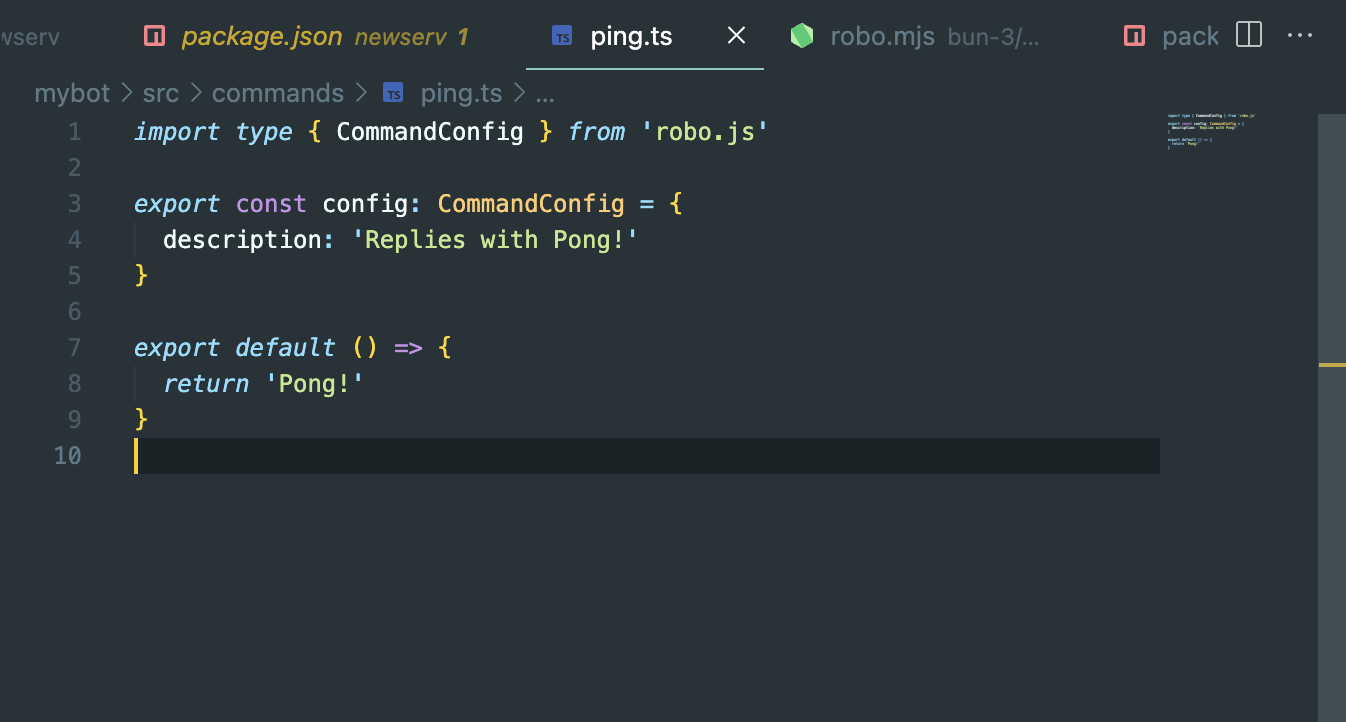 wserv package.json newserv 1 TS ping.ts robo.mjs bun-3/... pack
mybot > src > commands > TS ping.ts > ...
1 import type { CommandConfig } from 'robo.js'
2
3 export const config: CommandConfig = {
4   description: 'Replies with Pong!'
5 }
6
7 export default () => {
8   return 'Pong!'
9 }
10